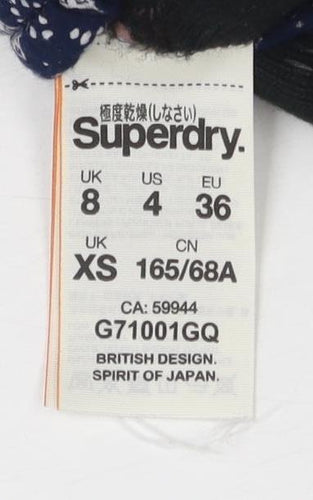 極度乾燥(しなさい)
Superdry.
UK US EU
8 4 36
UK CN
XS 165/68A
CA: 59944
G71001GQ
BRITISH DESIGN.
SPIRIT OF JAPAN.